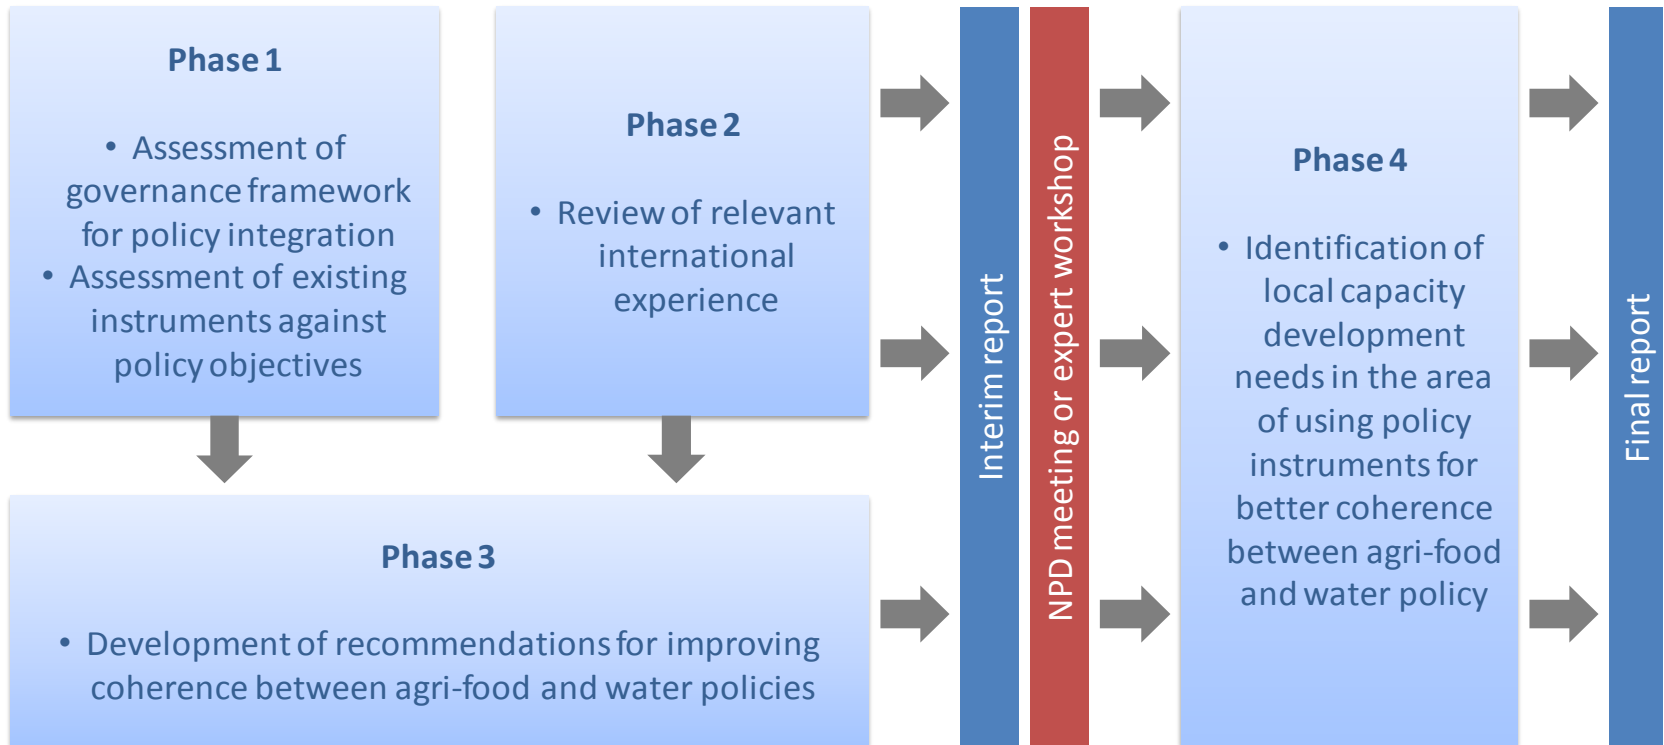 Phase 1
• Assessment of
governance framework
for policy integration
• Assessment of existing
instruments against
policy objectives
Phase 2
• Review of relevant
international
experience
Phase 3
• Development of recommendations for improving
coherence between agri-food and water policies
Interim report
NPD meeting or expert workshop
Phase 4
• Identification of
local capacity
development
needs in the area
of using policy
instruments for
better coherence
between agri-food
and water policy
Final report